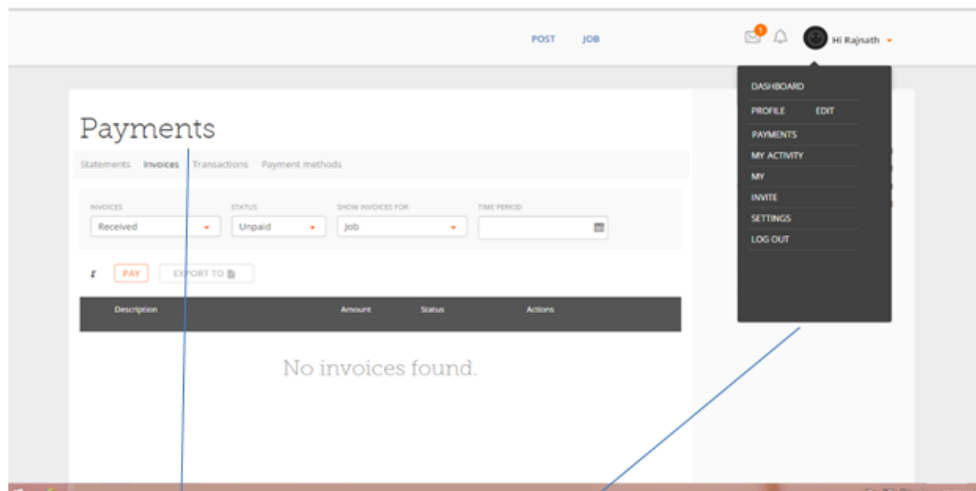 POST JOB
1
Hi Rajnath
DASHBOARD
PROFILE EDIT
PAYMENTS
MY ACTIVITY
MY
INVITE
SETTINGS
LOG OUT
Payments
Statements Invoices Transactions Payment methods
INVOICES STATUS SHOW INVOICES FOR TIME PERIOD
Received Unpaid Job
PAY EXPORT TO
Description Amount Status Actions
No invoices found.